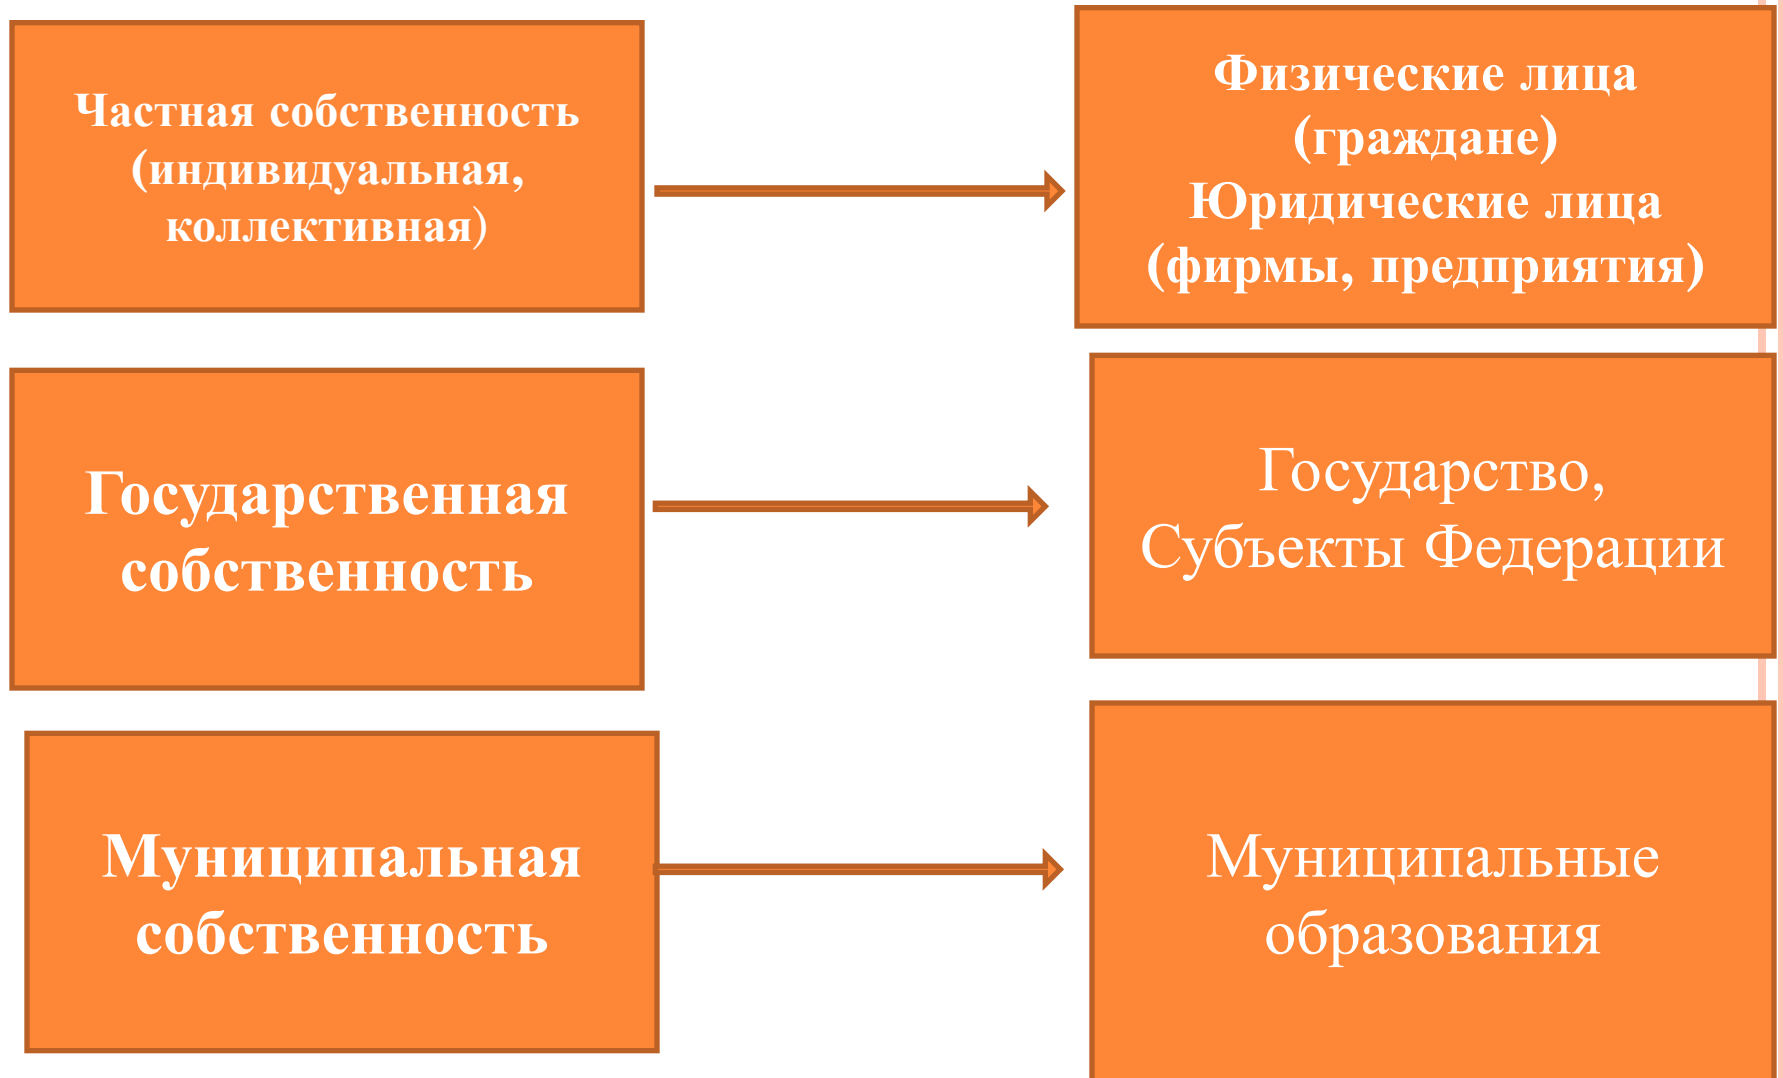 Частная собственность
(индивидуальная,
коллективная)
Физические лица
(граждане)
Юридические лица
(фирмы, предприятия)
Государственная
собственность
Государство,
Субъекты Федерации
Муниципальная
собственность
Муниципальные
образования